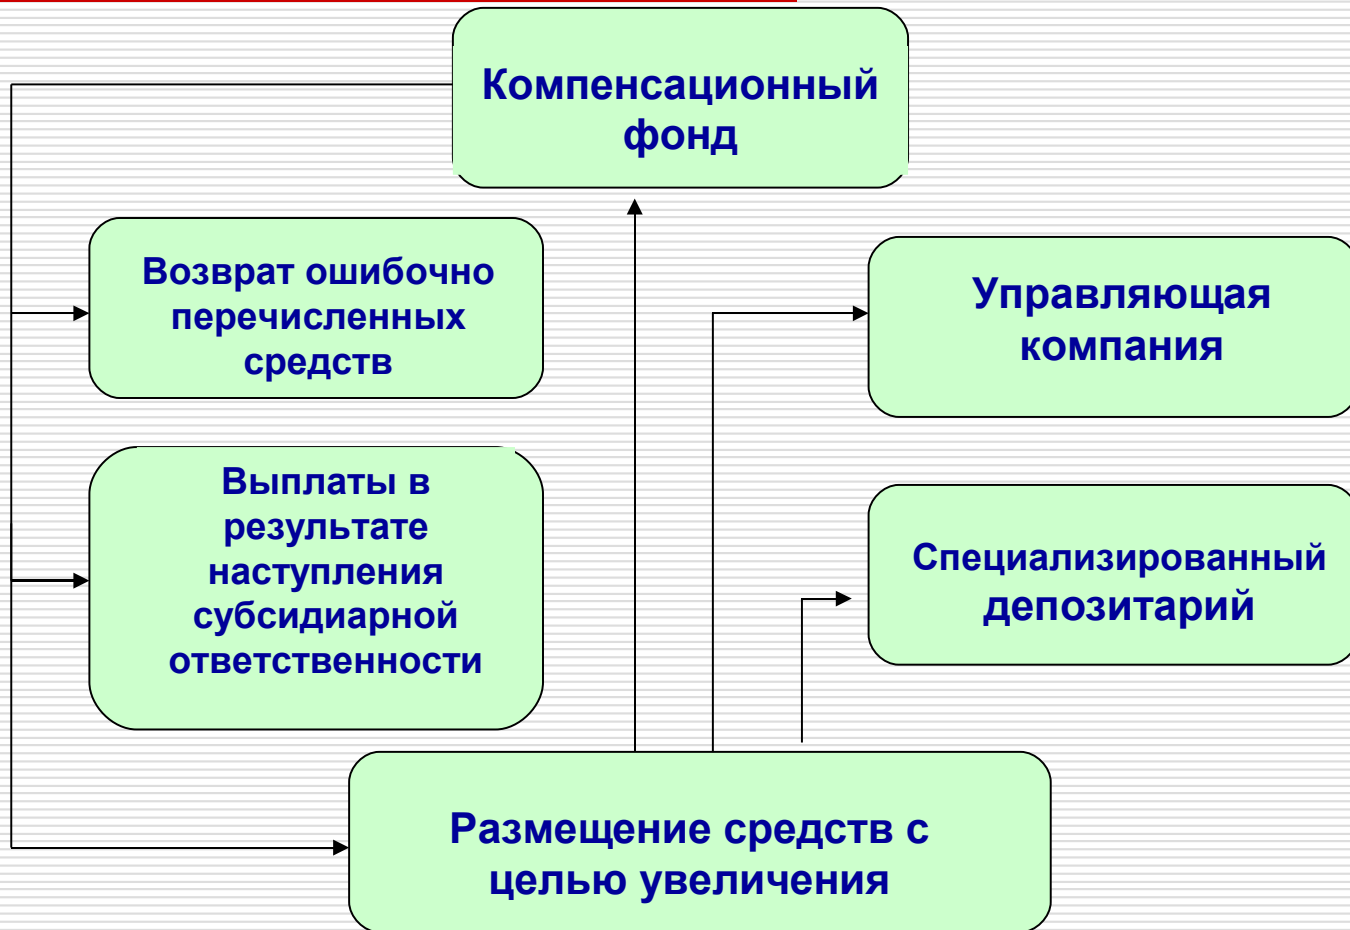 Компенсационный
фонд
Возврат ошибочно
перечисленных
средств
Управляющая
компания
Выплаты в
результате
наступления
субсидиарной
ответственности
Специализированный
депозитарий
Размещение средств с
целью увеличения